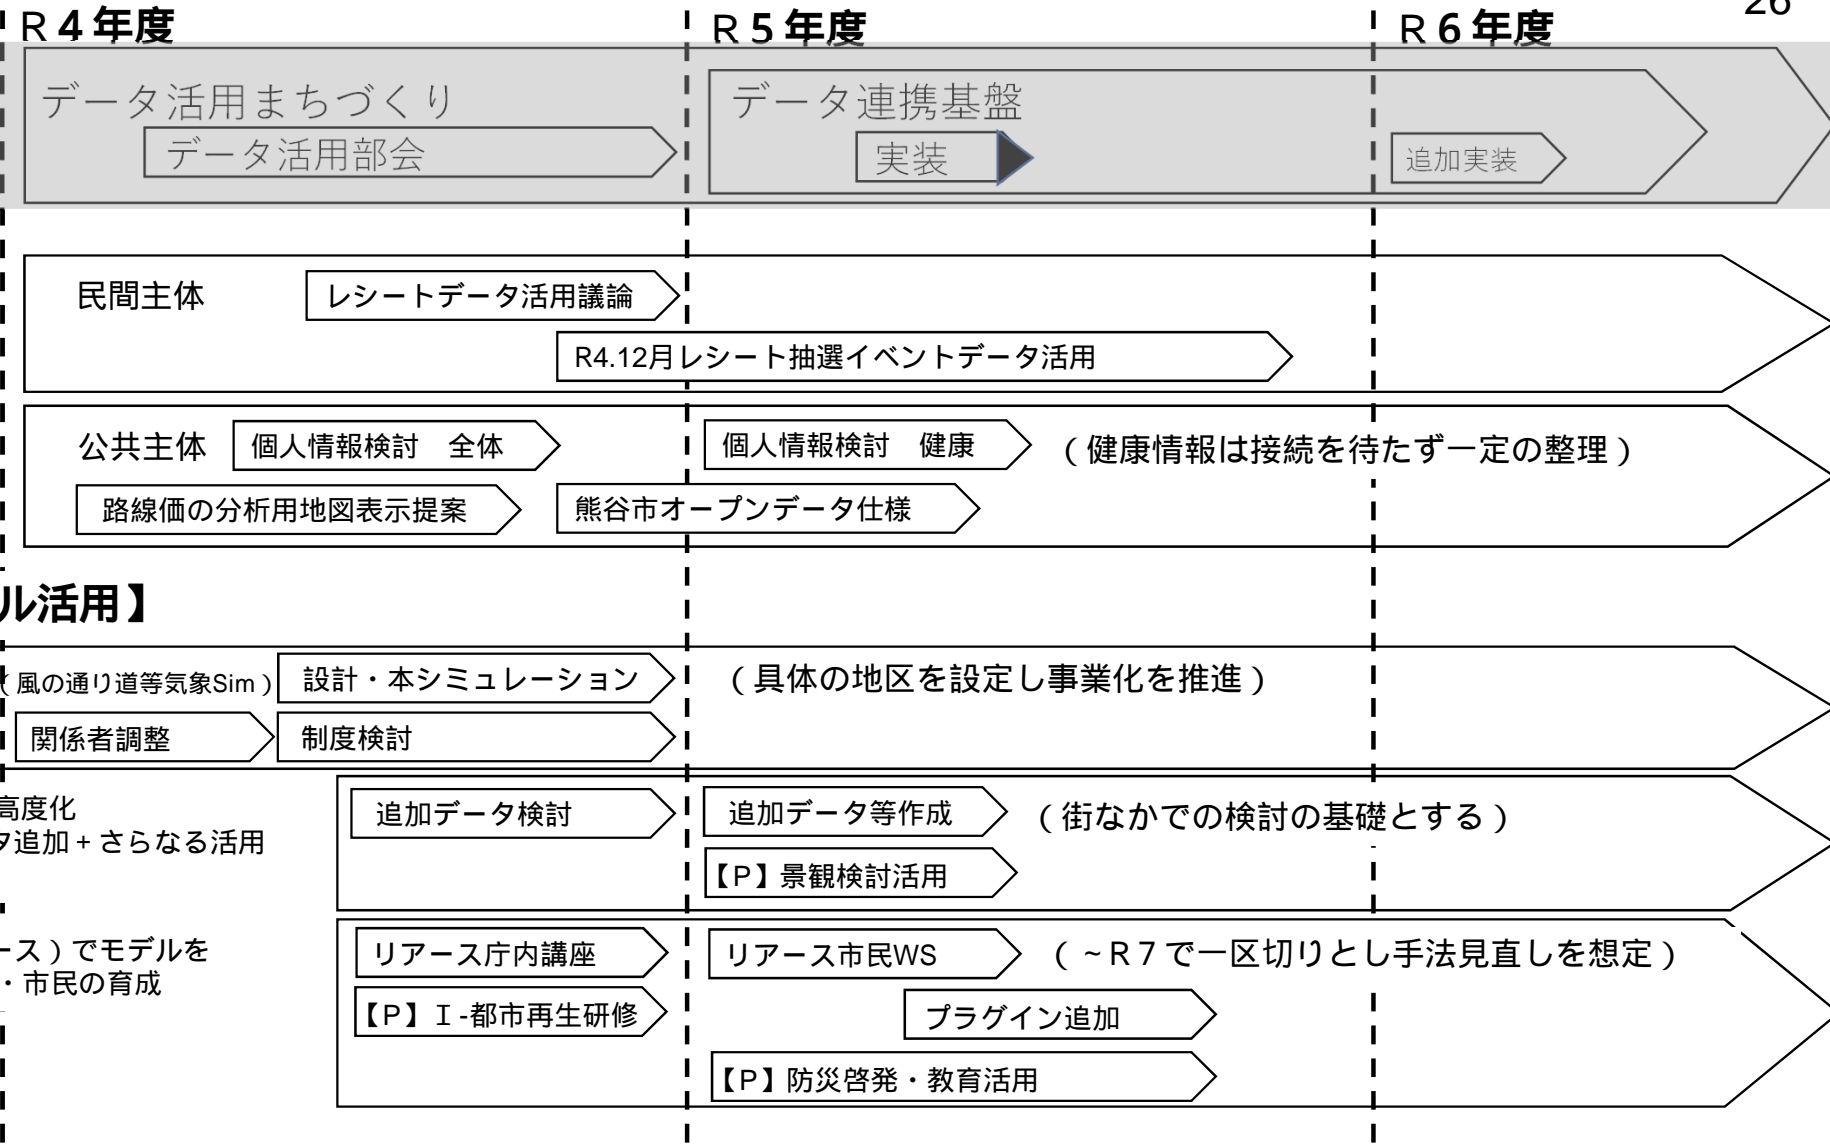 26
R４年度
R５年度
R６年度
データ活用まちづくり
データ連携基盤
データ活用部会
実装
追加実装
民間主体
レシートデータ活用議論
R4.12月レシート抽選イベントデータ活用
公共主体
個人情報検討　全体
個人情報検討　健康
（健康情報は接続を待たず一定の整理）
路線価の分析用地図表示提案
熊谷市オープンデータ仕様
ル活用】
（風の通り道等気象Sim）
設計・本シミュレーション
（具体の地区を設定し事業化を推進）
関係者調整
制度検討
高度化
タ追加+さらなる活用
追加データ検討
追加データ等作成
（街なかでの検討の基礎とする）
【P】景観検討活用
ース）でモデルを
・市民の育成
リアース庁内講座
リアース市民WS
（~R７で一区切りとし手法見直しを想定）
【P】Ｉ-都市再生研修
プラグイン追加
【P】防災啓発・教育活用